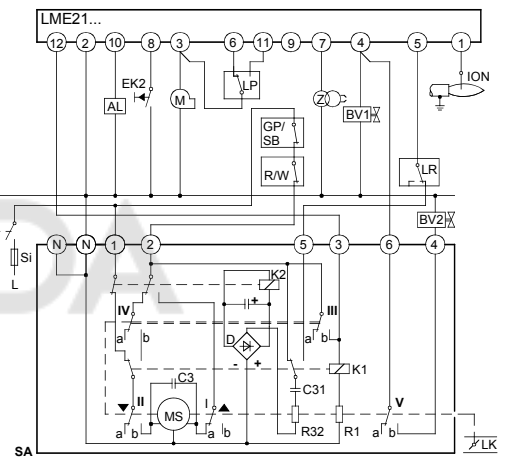 LME21...
12 2 10 8 3 6 11 9 7 4 5 1
EK2
LP
ION
AL
M
Z
BV1
GP/
SB
R/W
LR
BV2
N N 1 2 5 3 6 4
Si
L
K2
IV
III
a b
a b
D
+
- +
K1
C3
C31
II
I
V
MS
a b
a b
R32
R1
a b
SA
LK
DA